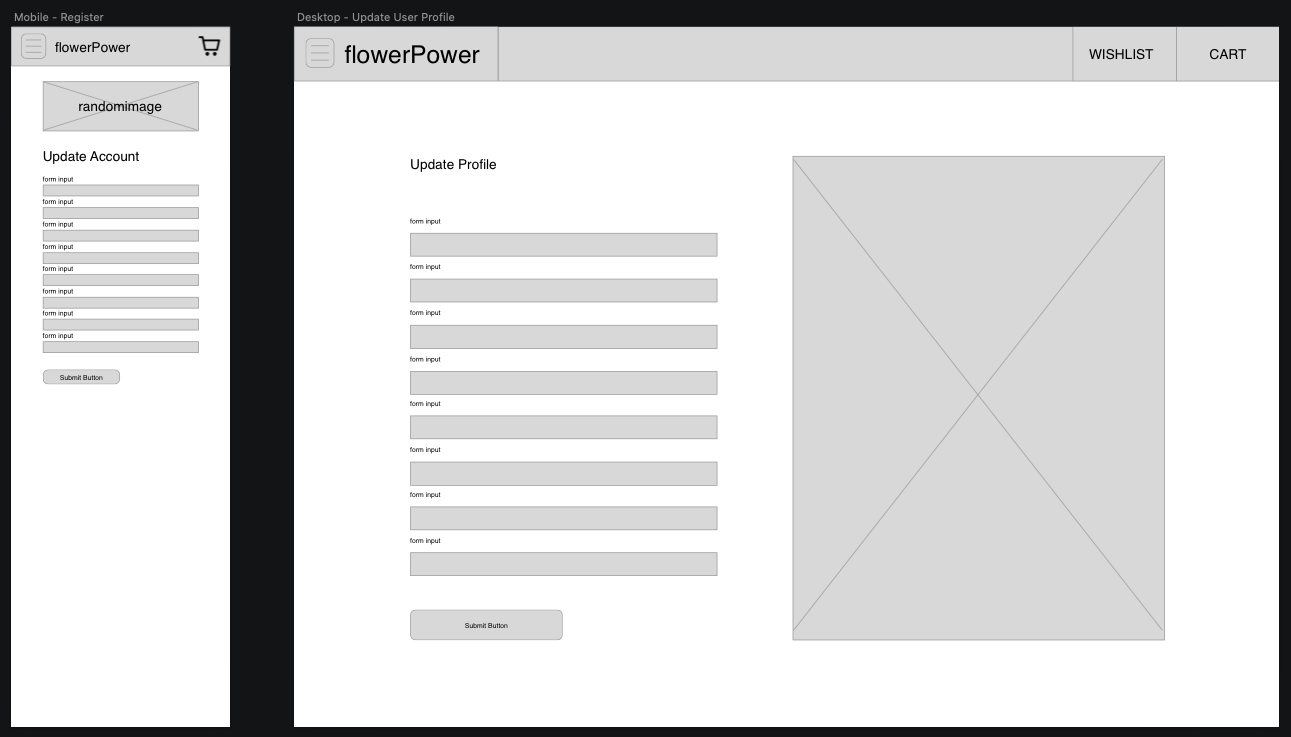 Mobile - Register
flowerPower
randomimage
Update Account
form input
form input
form input
form input
form input
form input
form input
form input
Submit Button
Desktop - Update User Profile
flowerPower
WISHLIST
CART
Update Profile
form input
form input
form input
form input
form input
form input
form input
form input
Submit Button